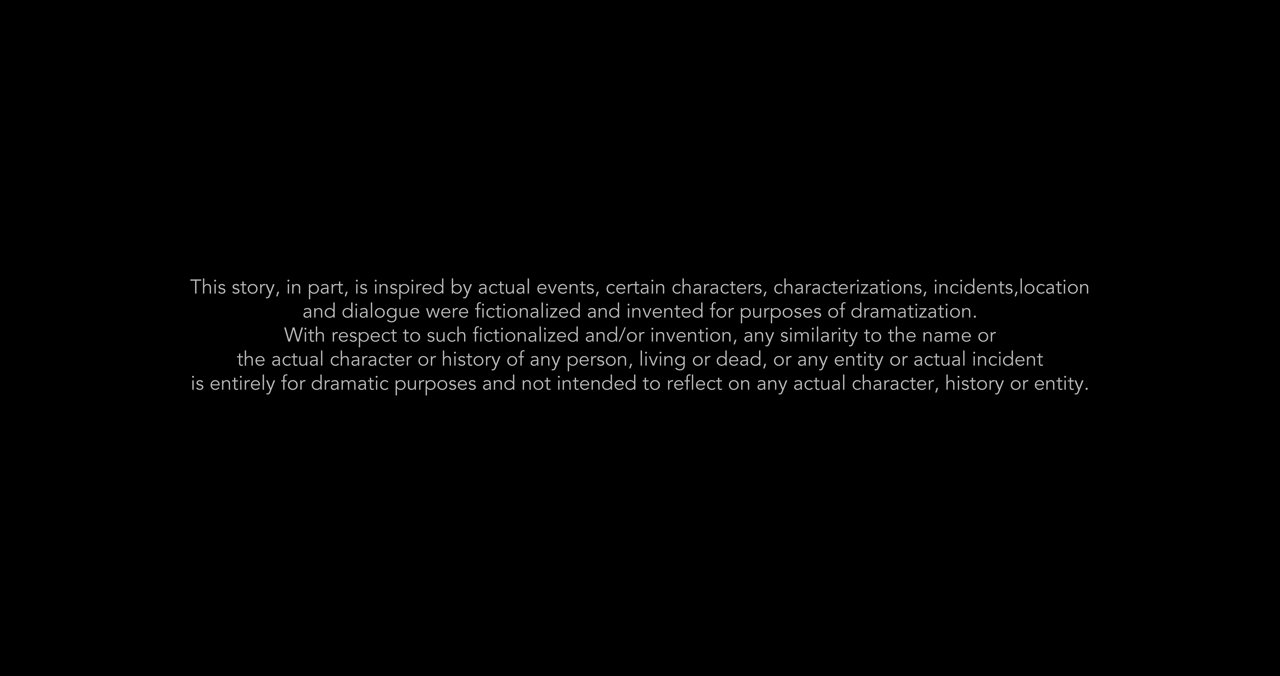 This story, in part, is inspired by actual events, certain characters, characterizations, incidents,location
and dialogue were fictionalized and invented for purposes of dramatization.
With respect to such fictionalized and/or invention, any similarity to the name or
the actual character or history of any person, living or dead, or any entity or actual incident
is entirely for dramatic purposes and not intended to reflect on any actual character, history or entity.